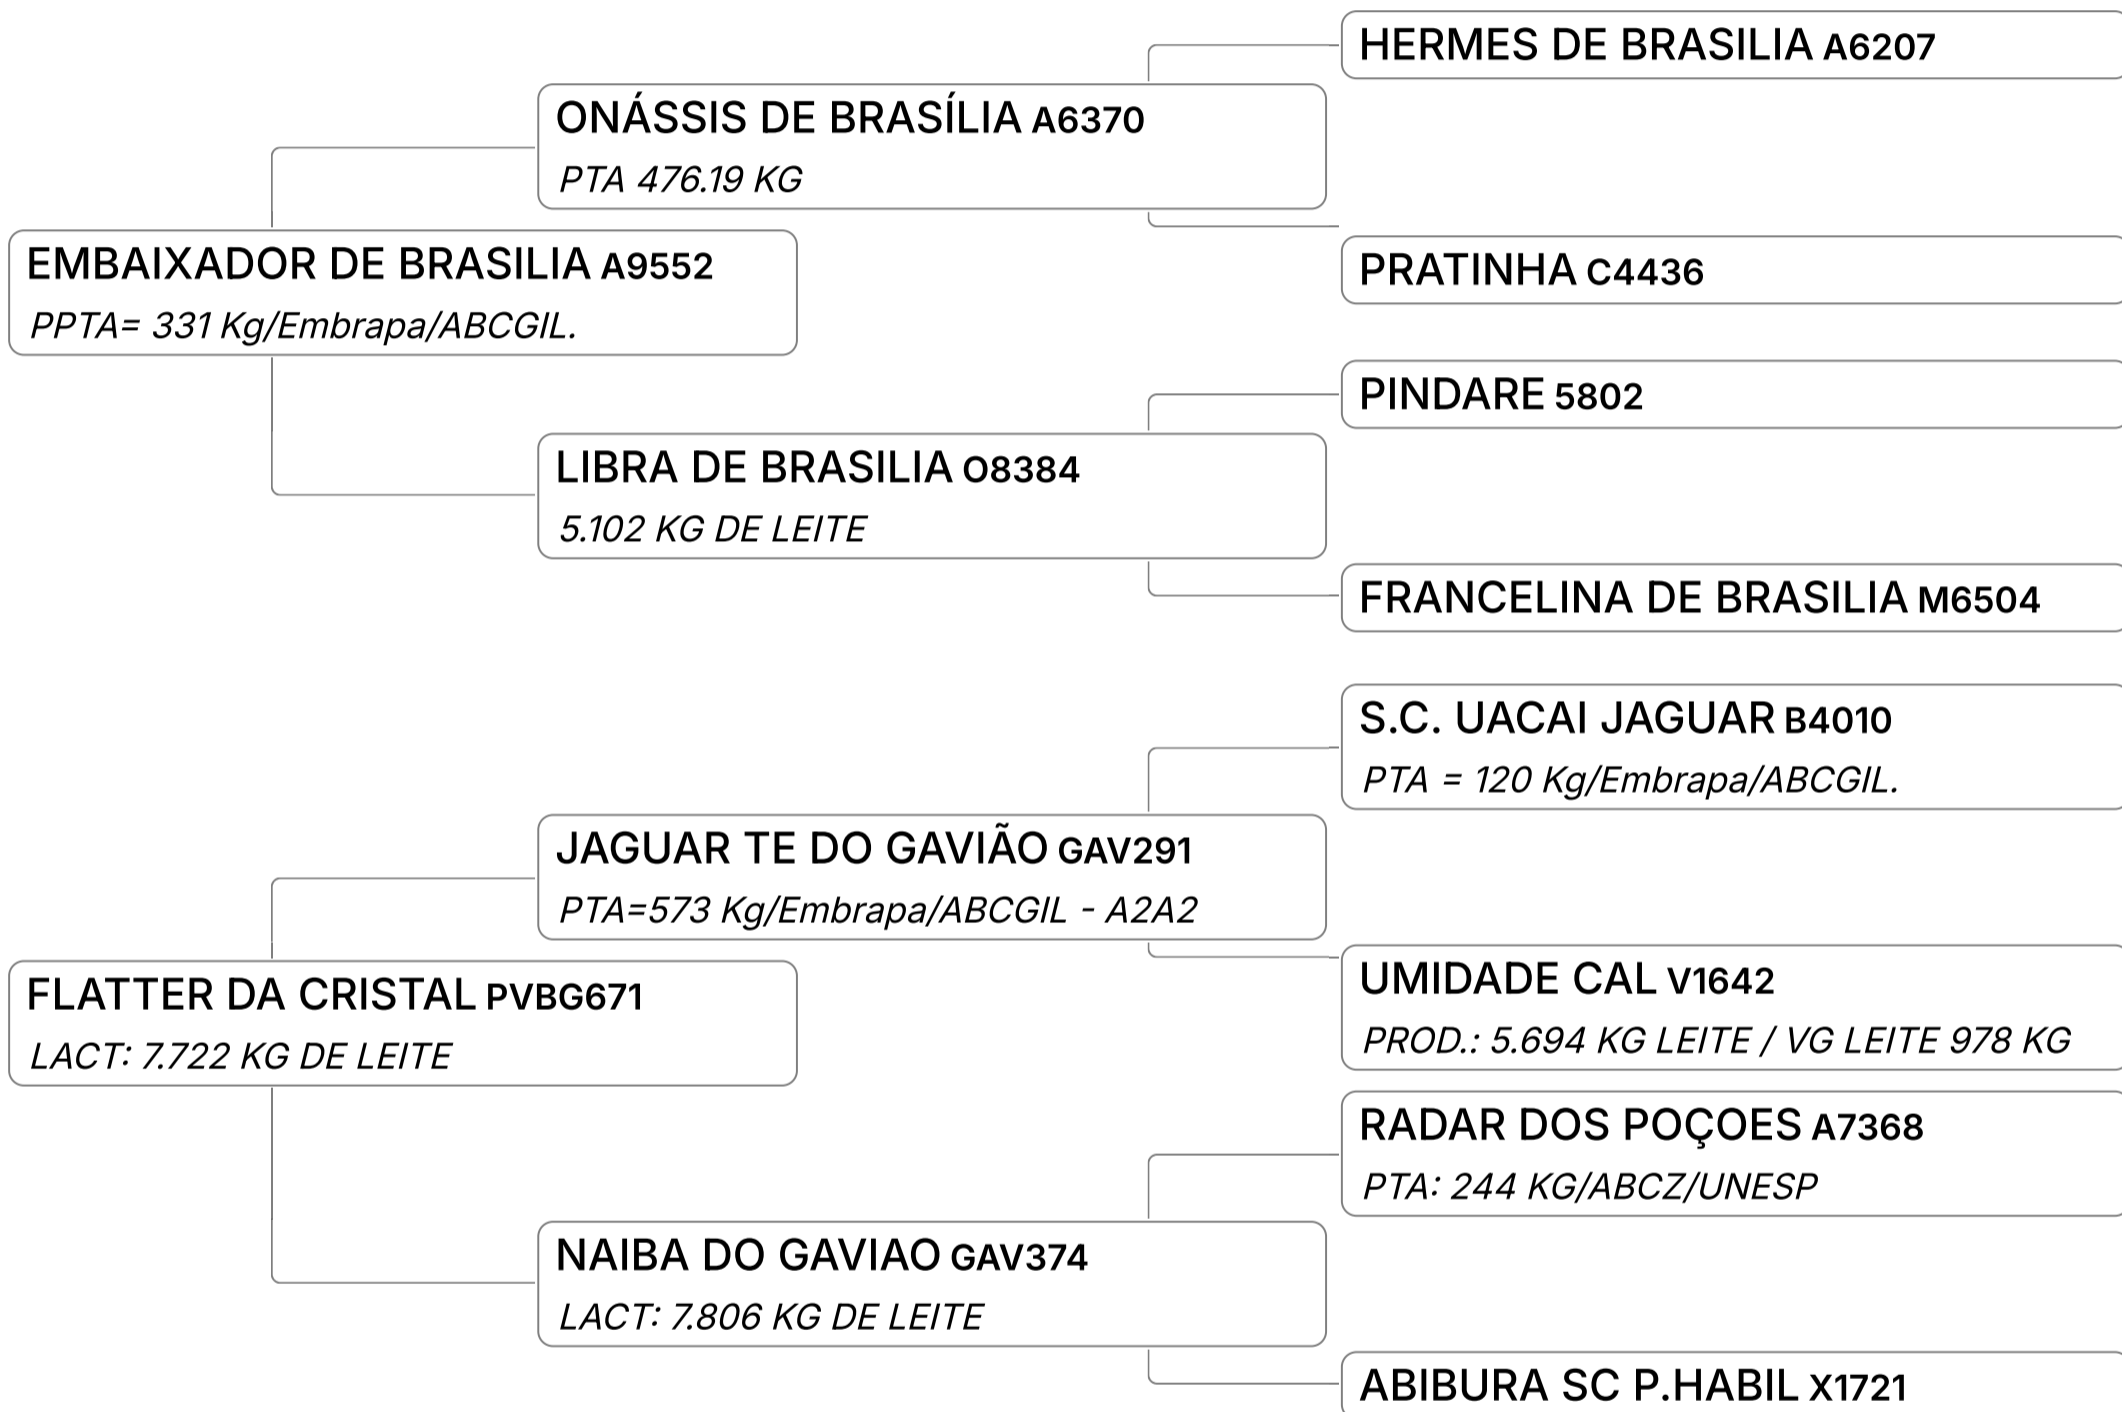 HERMES DE BRASILIA A6207
ONÁSSIS DE BRASÍLIA A6370
PTA 476.19 KG
EMBAIXADOR DE BRASILIA A9552
PPTA= 331 Kg/Embrapa/ABCGIL.
PRATINHA C4436
PINDARE 5802
LIBRA DE BRASILIA O8384
5.102 KG DE LEITE
FRANCELINA DE BRASILIA M6504
S.C. UACAI JAGUAR B4010
PTA = 120 Kg/Embrapa/ABCGIL.
JAGUAR TE DO GAVIÃO GAV291
PTA=573 Kg/Embrapa/ABCGIL - A2A2
FLATTER DA CRISTAL PVBG671
LACT: 7.722 KG DE LEITE
UMIDADE CAL V1642
PROD.: 5.694 KG LEITE / VG LEITE 978 KG
RADAR DOS POÇOES A7368
PTA: 244 KG/ABCZ/UNESP
NAIBA DO GAVIAO GAV374
LACT: 7.806 KG DE LEITE
ABIBURA SC P.HABIL X1721